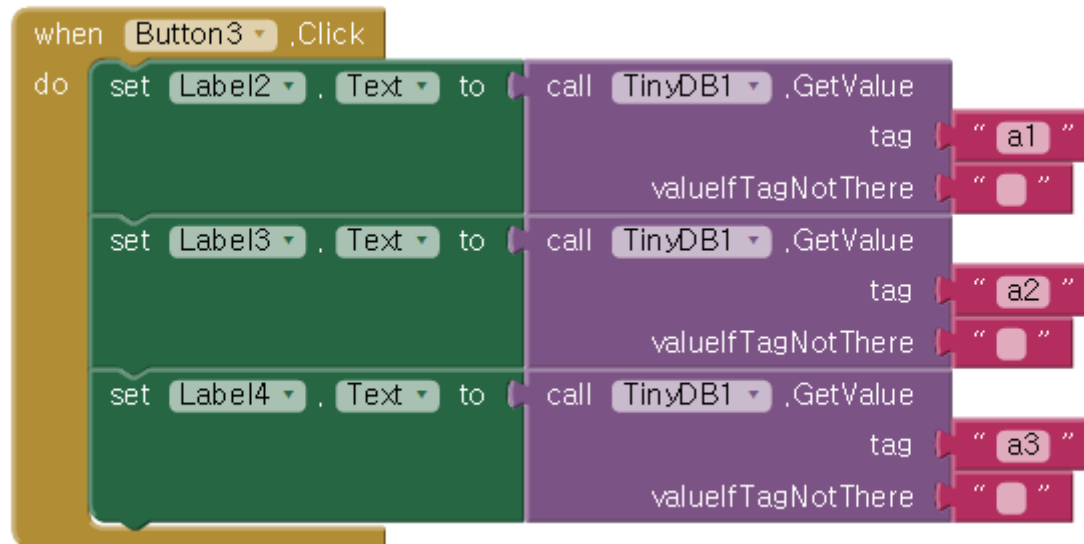 when Button3 .Click
do set Label2 . Text to call TinyDB1 .GetValue
tag " a1 "
valueIfTagNotThere " "
set Label3 . Text to call TinyDB1 .GetValue
tag " a2 "
valueIfTagNotThere " "
set Label4 . Text to call TinyDB1 .GetValue
tag " a3 "
valueIfTagNotThere " "